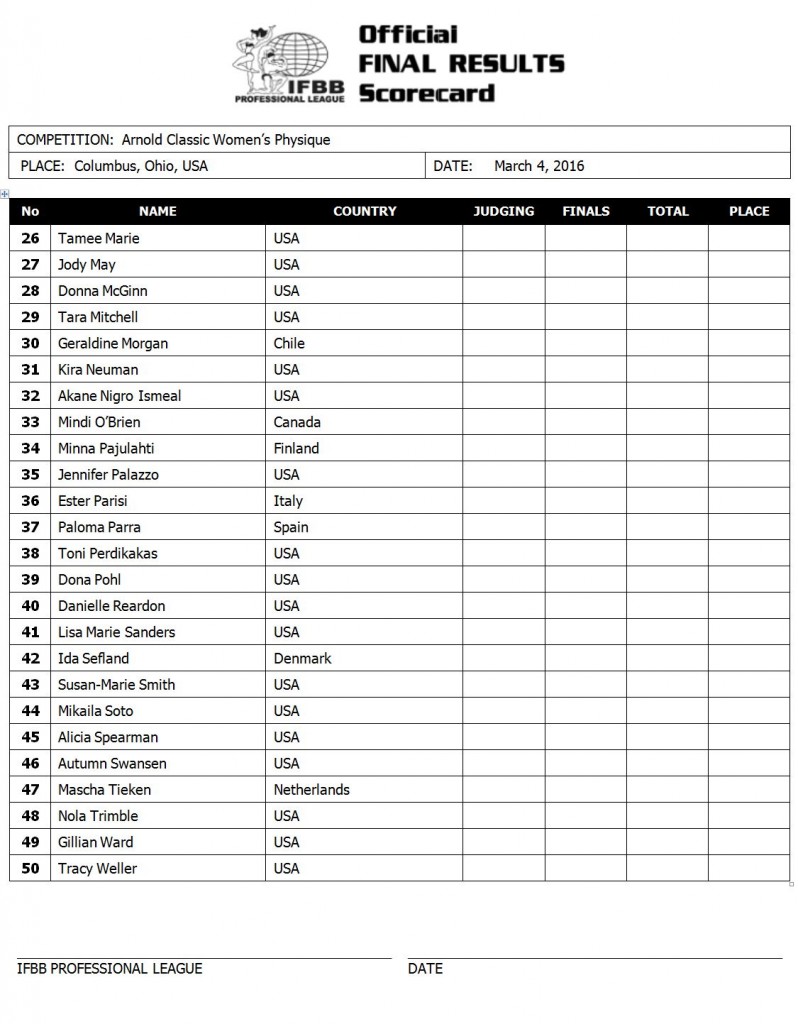 Official
FINAL RESULTS
Scorecard
IFBB
PROFESSIONAL LEAGUE
COMPETITION: Arnold Classic Women’s Physique
PLACE: Columbus, Ohio, USA DATE: March 4, 2016
No NAME COUNTRY JUDGING FINALS TOTAL PLACE
26 Tamee Marie USA
27 Jody May USA
28 Donna McGinn USA
29 Tara Mitchell USA
30 Geraldine Morgan Chile
31 Kira Neuman USA
32 Akane Nigro Ismeal USA
33 Mindi O’Brien Canada
34 Minna Pajulahti Finland
35 Jennifer Palazzo USA
36 Ester Parisi Italy
37 Paloma Parra Spain
38 Toni Perdikakas USA
39 Dona Pohl USA
40 Danielle Reardon USA
41 Lisa Marie Sanders USA
42 Ida Sefland Denmark
43 Susan-Marie Smith USA
44 Mikaila Soto USA
45 Alicia Spearman USA
46 Autumn Swansen USA
47 Mascha Tieken Netherlands
48 Nola Trimble USA
49 Gillian Ward USA
50 Tracy Weller USA
IFBB PROFESSIONAL LEAGUE DATE